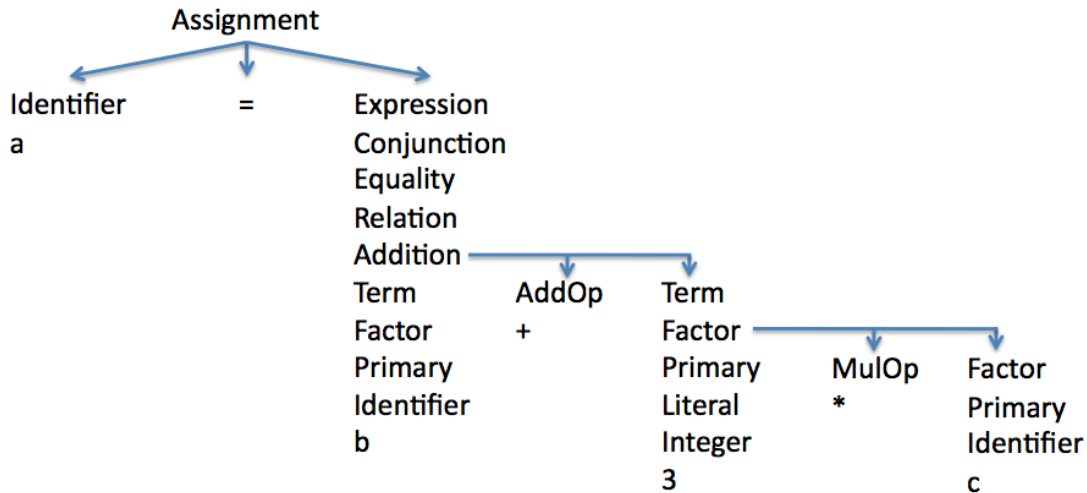 Assignment
Identifier = Expression
a Conjunction
Equality
Relation
Addition
Term AddOp Term
Factor + Factor
Primary Primary MulOp Factor
Identifier Literal * Primary
b Integer Identifier
3 c